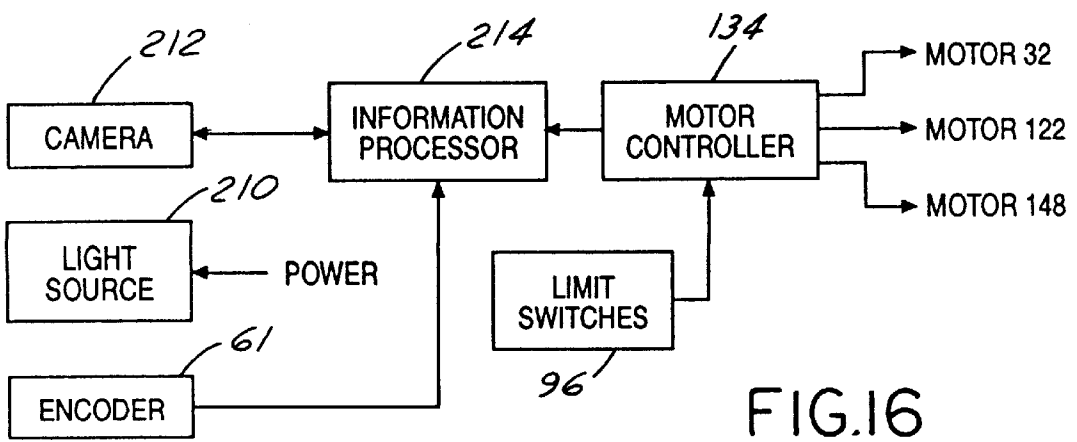 212
214
134
CAMERA
INFORMATION
PROCESSOR
MOTOR
CONTROLLER
MOTOR 32
MOTOR 122
MOTOR 148
210
LIGHT
SOURCE
POWER
LIMIT
SWITCHES
61
96
ENCODER
FIG.16